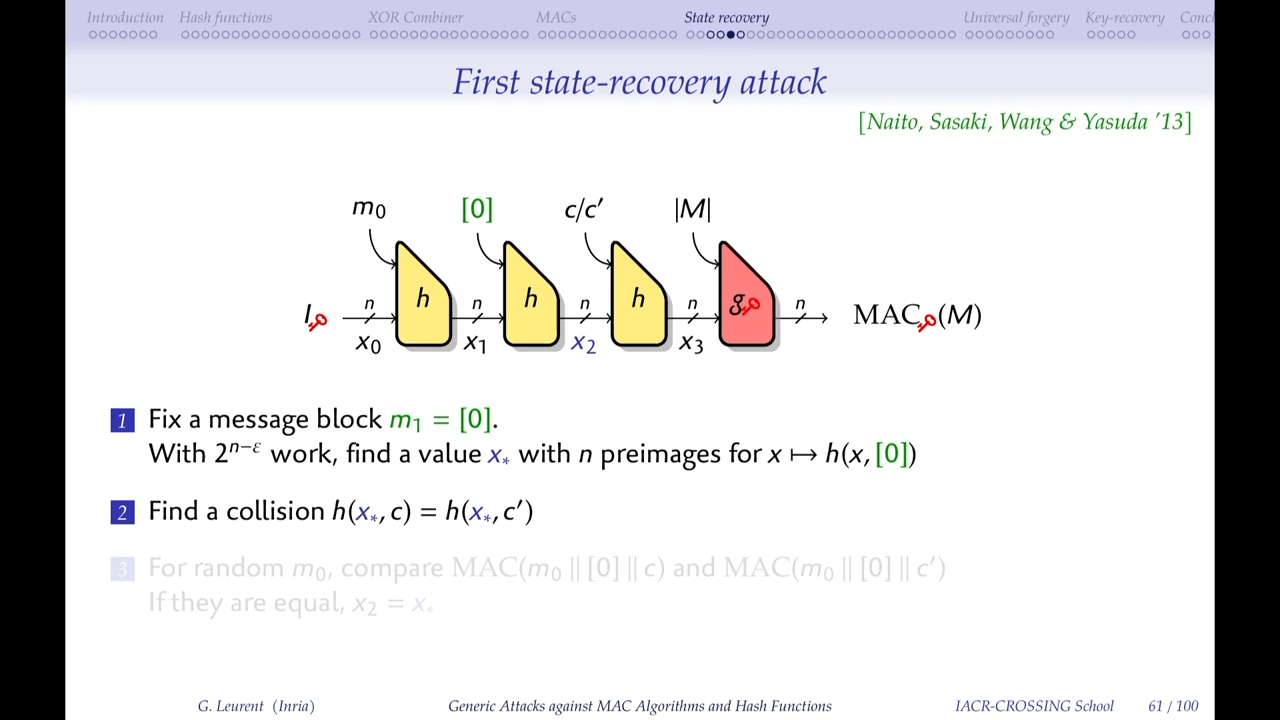 Introduction Hash functions XOR Combiner MACs State recovery Universal forgery Key-recovery Concl
First state-recovery attack
[Naito, Sasaki, Wang & Yasuda '13]
m₀ [0] c/c′ |M|
I h h h g MAC (M)
n n n n n
x₀ x₁ x₂ x₃
1 Fix a message block m₁ = [0].
With 2ⁿ⁻ᵋ work, find a value x* with n preimages for x ↦ h(x, [0])
2 Find a collision h(x*, c) = h(x*, c′)
3 For random m₀, compare MAC(m₀ ‖ [0] ‖ c) and MAC(m₀ ‖ [0] ‖ c′)
If they are equal, x₂ = x*
G. Leurent (Inria) Generic Attacks against MAC Algorithms and Hash Functions IACR-CROSSING School 61 / 100